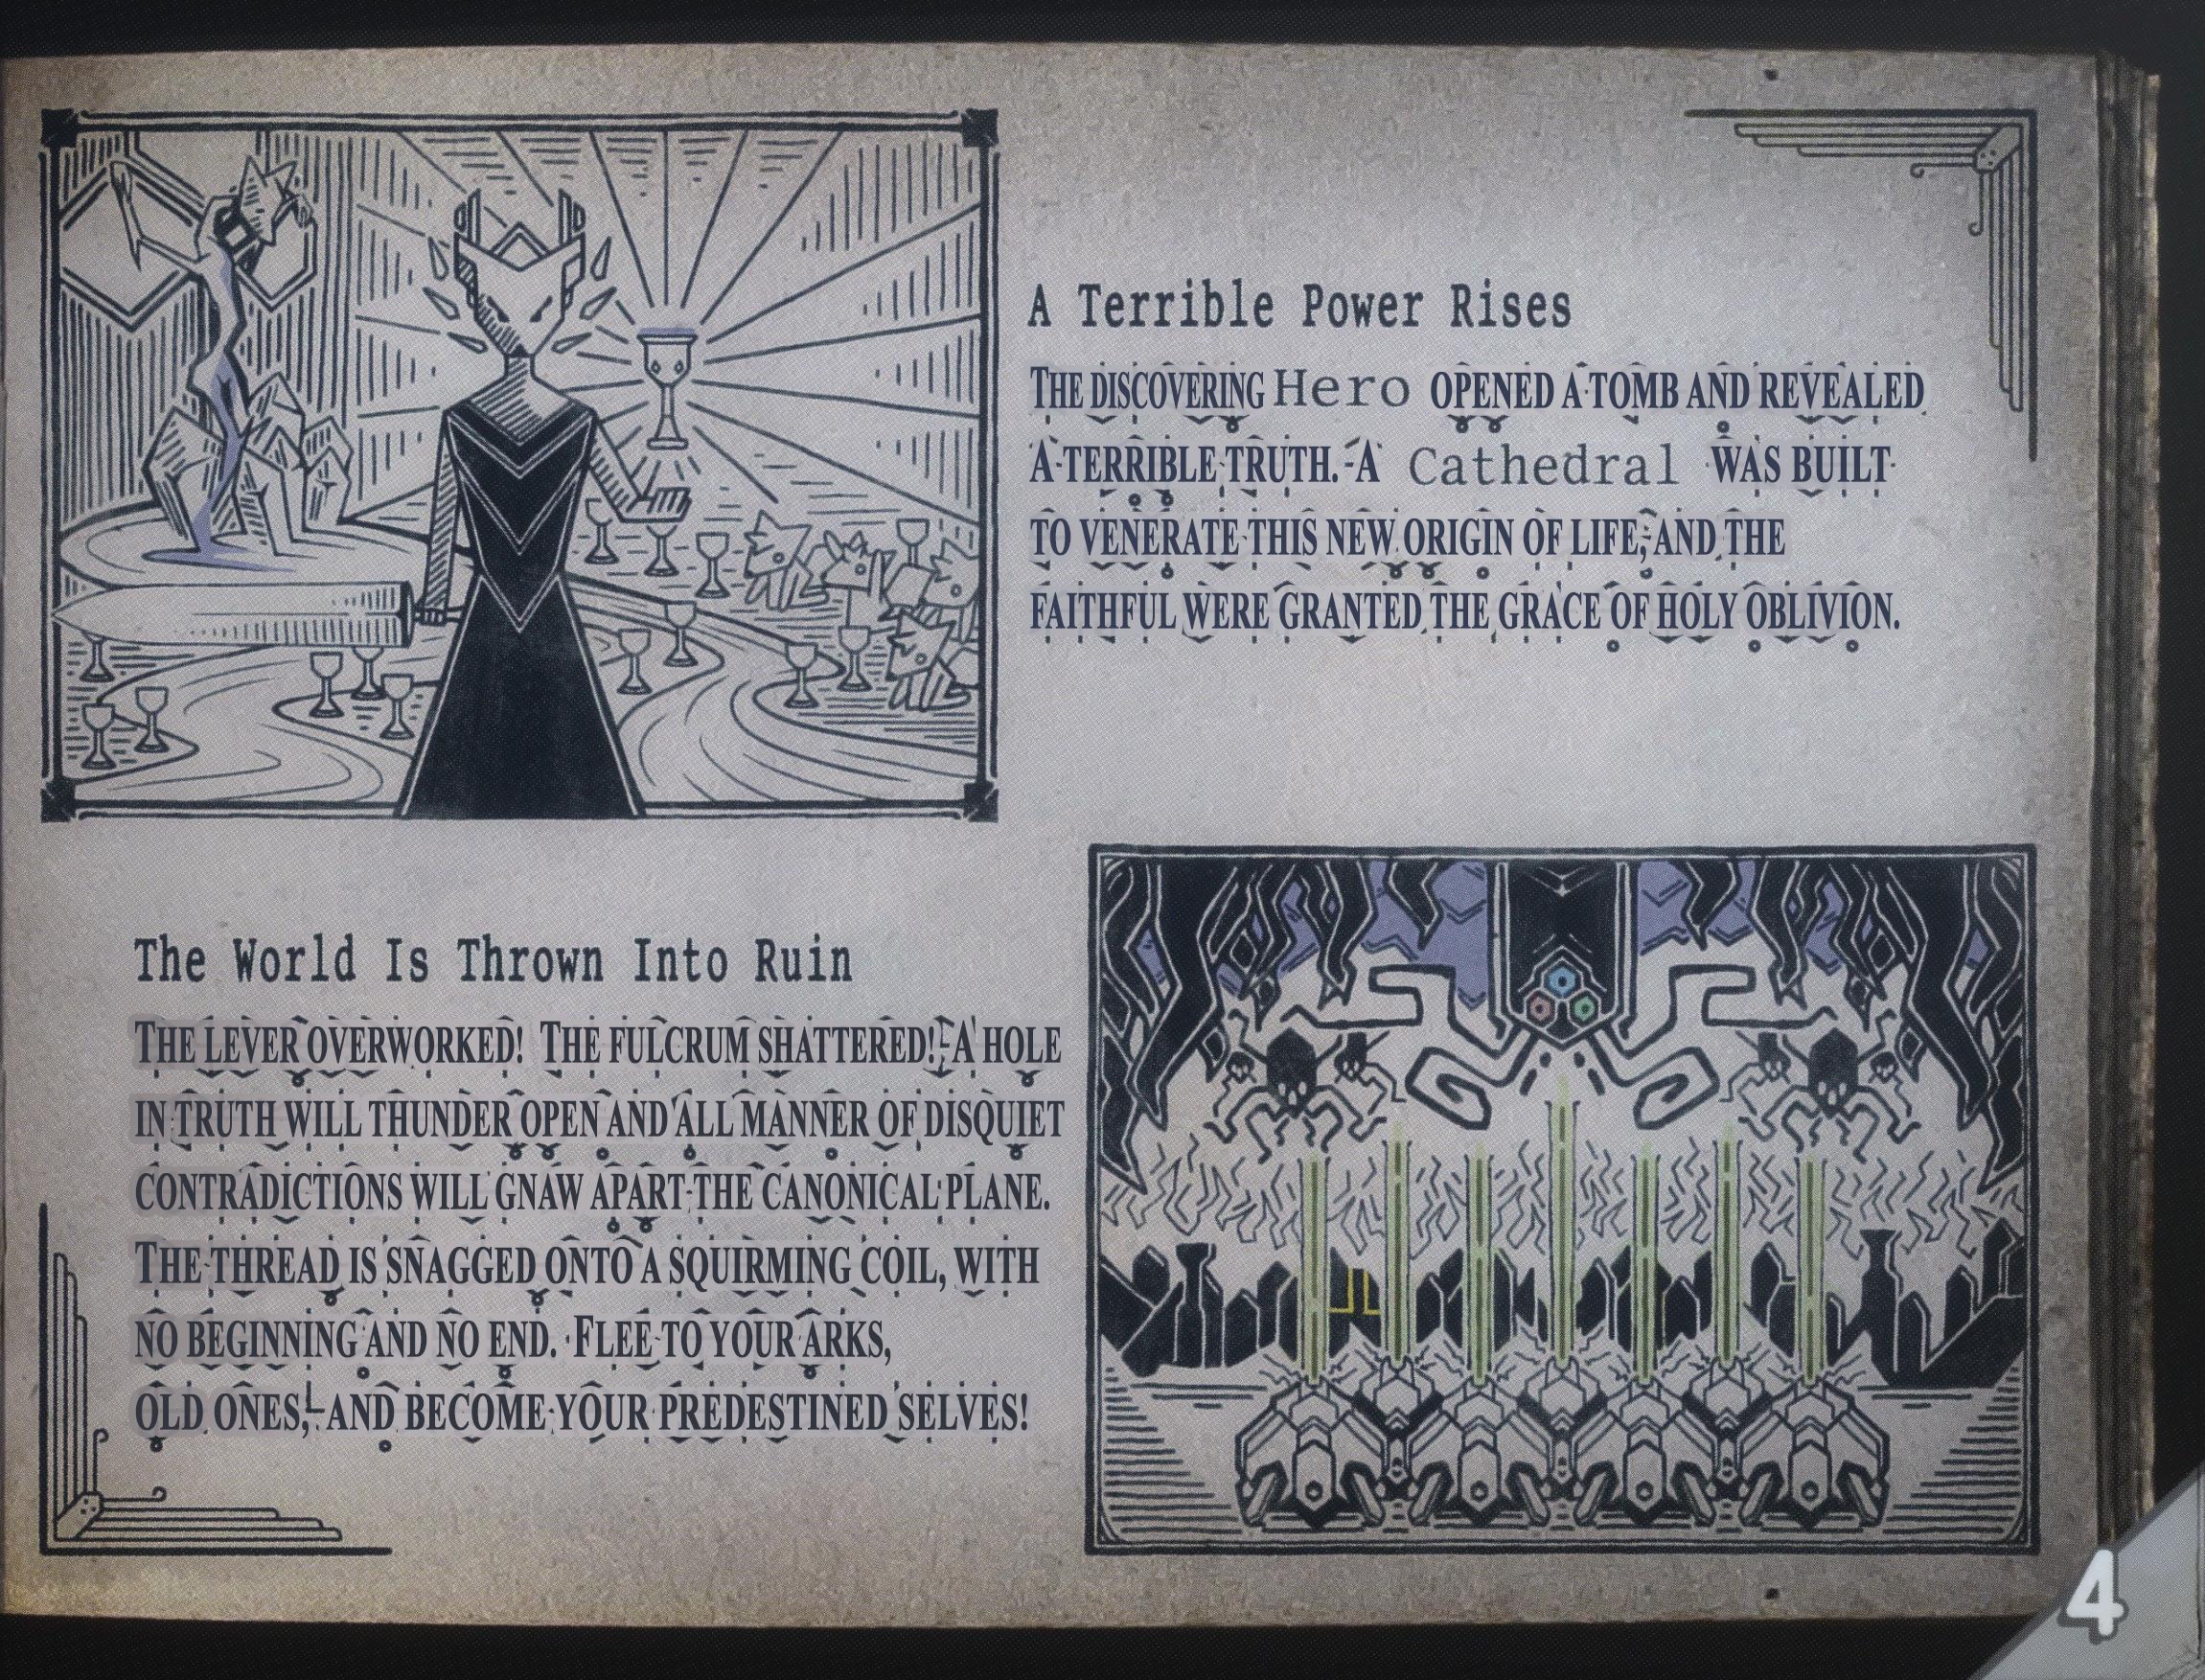 A Terrible Power Rises
THE DISCOVERING Hero OPENED A TOMB AND REVEALED
A TERRIBLE TRUTH. A Cathedral WAS BUILT
TO VENERATE THIS NEW ORIGIN OF LIFE, AND THE
FAITHFUL WERE GRANTED THE GRACE OF HOLY OBLIVION.
The World Is Thrown Into Ruin
THE LEVER OVERWORKED! THE FULCRUM SHATTERED! A HOLE
IN TRUTH WILL THUNDER OPEN AND ALL MANNER OF DISQUIET
CONTRADICTIONS WILL GNAW APART THE CANONICAL PLANE.
THE THREAD IS SNAGGED ONTO A SQUIRMING COIL, WITH
NO BEGINNING AND NO END. FLEE TO YOUR ARKS,
OLD ONES, AND BECOME YOUR PREDESTINED SELVES!
4